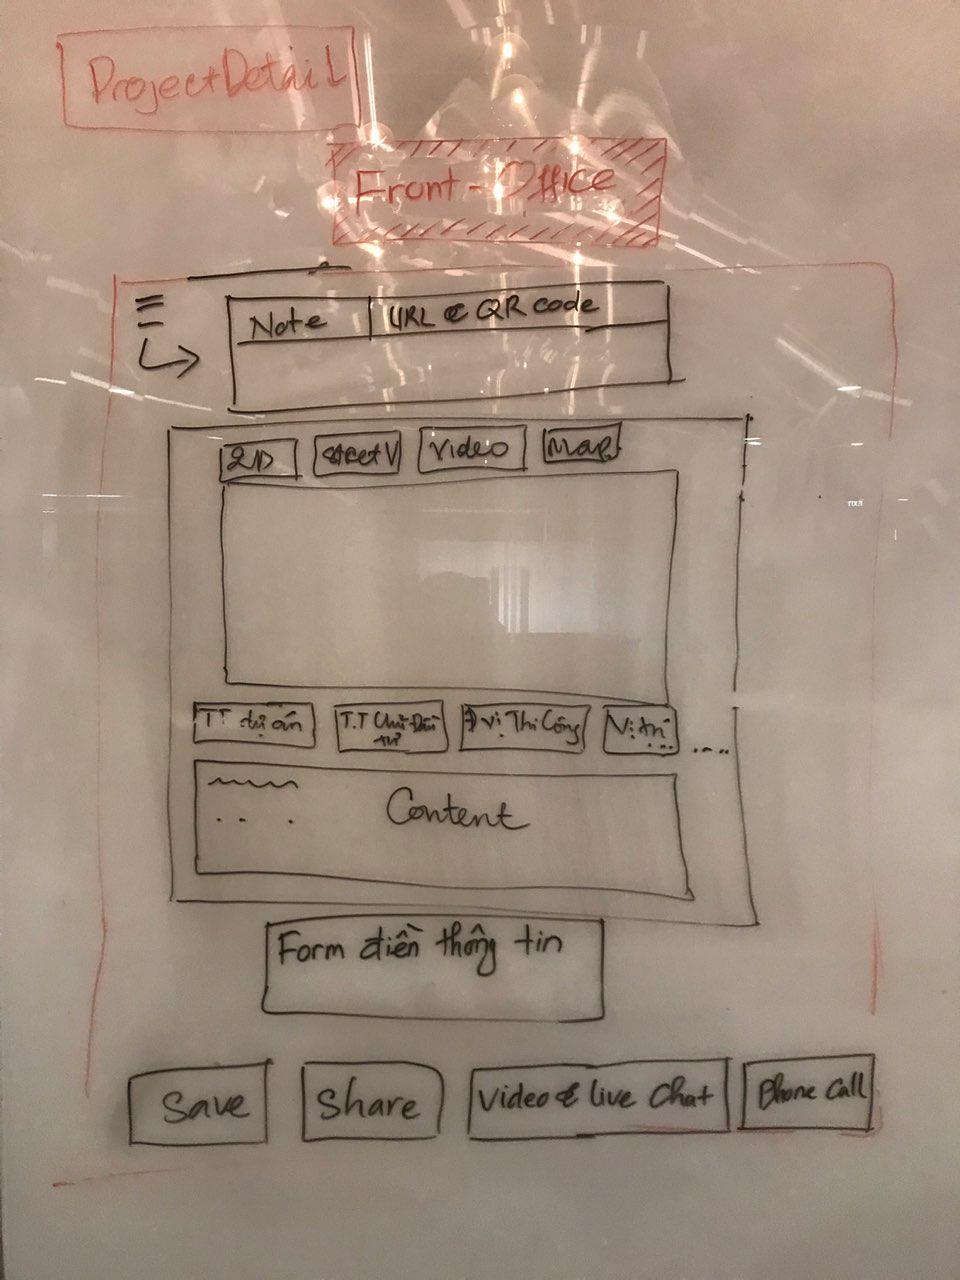 ProjectDetail
Front-Office
Note
URL & QR code
2D
StreetV
Video
Map
TT dự án
T.T Chủ Đầu tư
Đ vị Thi Công
Vị trí
...
.....
Content
Form điền thông tin
Save
Share
Video & live Chat
Phone Call